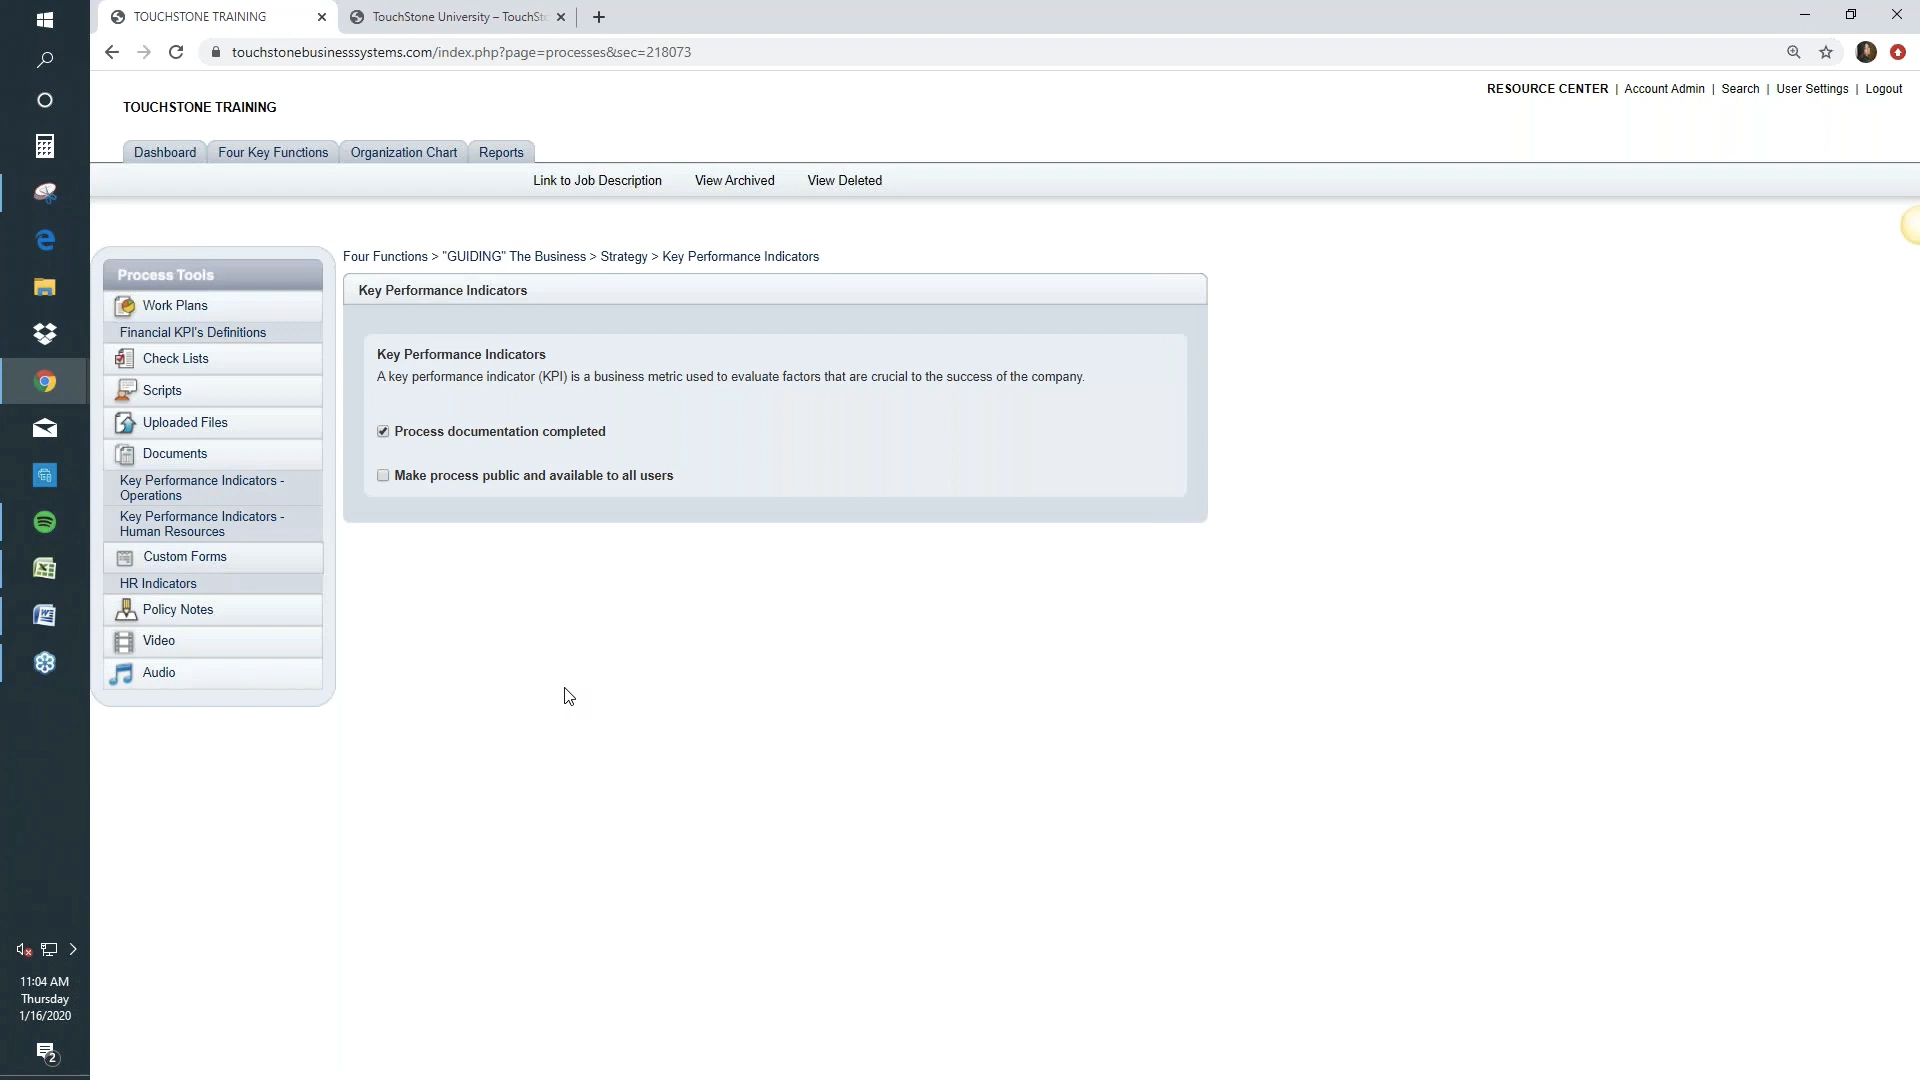 TOUCHSTONE TRAINING
TouchStone University – TouchSt
touchstonebusinesssystems.com/index.php?page=processes&sec=218073
RESOURCE CENTER | Account Admin | Search | User Settings | Logout
TOUCHSTONE TRAINING
Dashboard
Four Key Functions
Organization Chart
Reports
Link to Job Description
View Archived
View Deleted
Process Tools
Work Plans
Financial KPI's Definitions
Check Lists
Scripts
Uploaded Files
Documents
Key Performance Indicators -
Operations
Key Performance Indicators -
Human Resources
Custom Forms
HR Indicators
Policy Notes
Video
Audio
Four Functions > "GUIDING" The Business > Strategy > Key Performance Indicators
Key Performance Indicators
Key Performance Indicators
A key performance indicator (KPI) is a business metric used to evaluate factors that are crucial to the success of the company.
Process documentation completed
Make process public and available to all users
11:04 AM
Thursday
1/16/2020
2